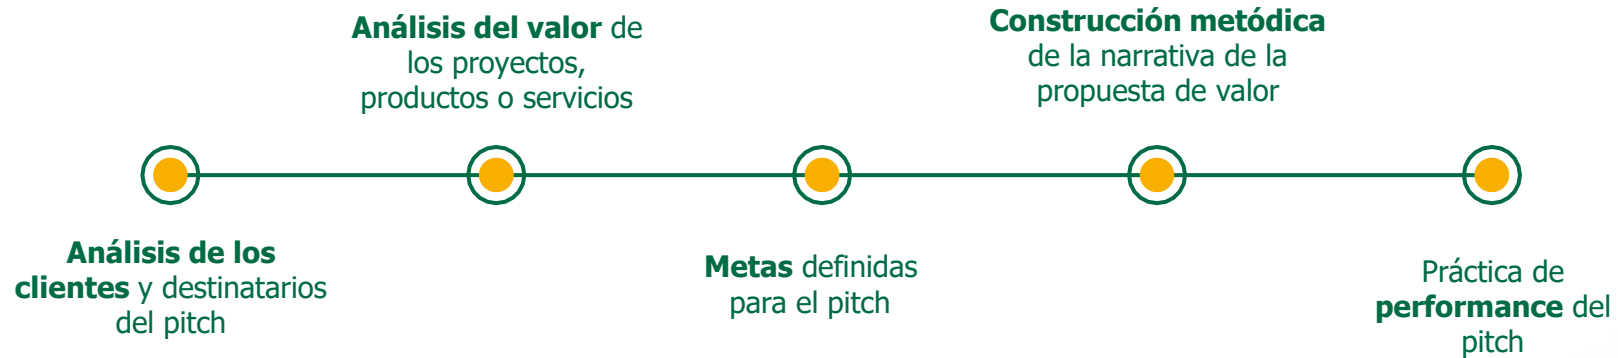 Análisis de los
clientes y destinatarios
del pitch
Análisis del valor de
los proyectos,
productos o servicios
Metas definidas
para el pitch
Construcción metódica
de la narrativa de la
propuesta de valor
Práctica de
performance del
pitch